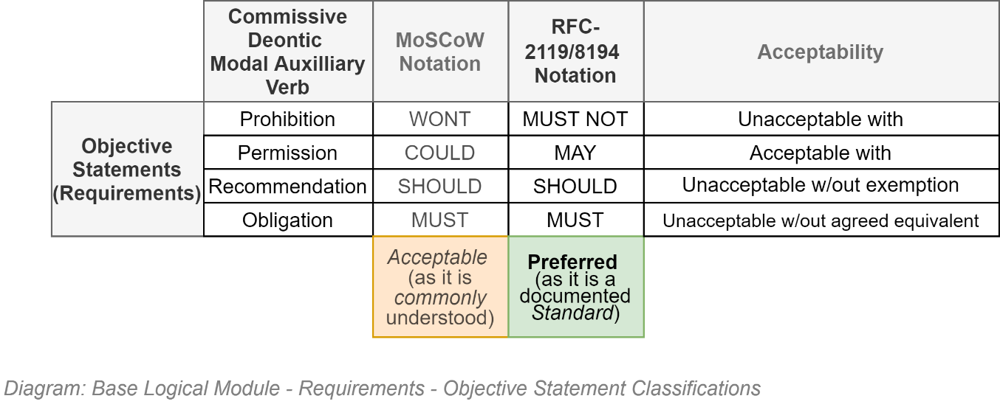 Commissive
Deontic
Modal Auxilliary
Verb
MoSCoW
Notation
RFC-
2119/8194
Notation
Acceptability
Objective
Statements
(Requirements)
Prohibition
WONT
MUST NOT
Unacceptable with
Permission
COULD
MAY
Acceptable with
Recommendation
SHOULD
SHOULD
Unacceptable w/out exemption
Obligation
MUST
MUST
Unacceptable w/out agreed equivalent
Acceptable
(as it is
commonly
understood)
Preferred
(as it is a
documented
Standard)
Diagram: Base Logical Module - Requirements - Objective Statement Classifications